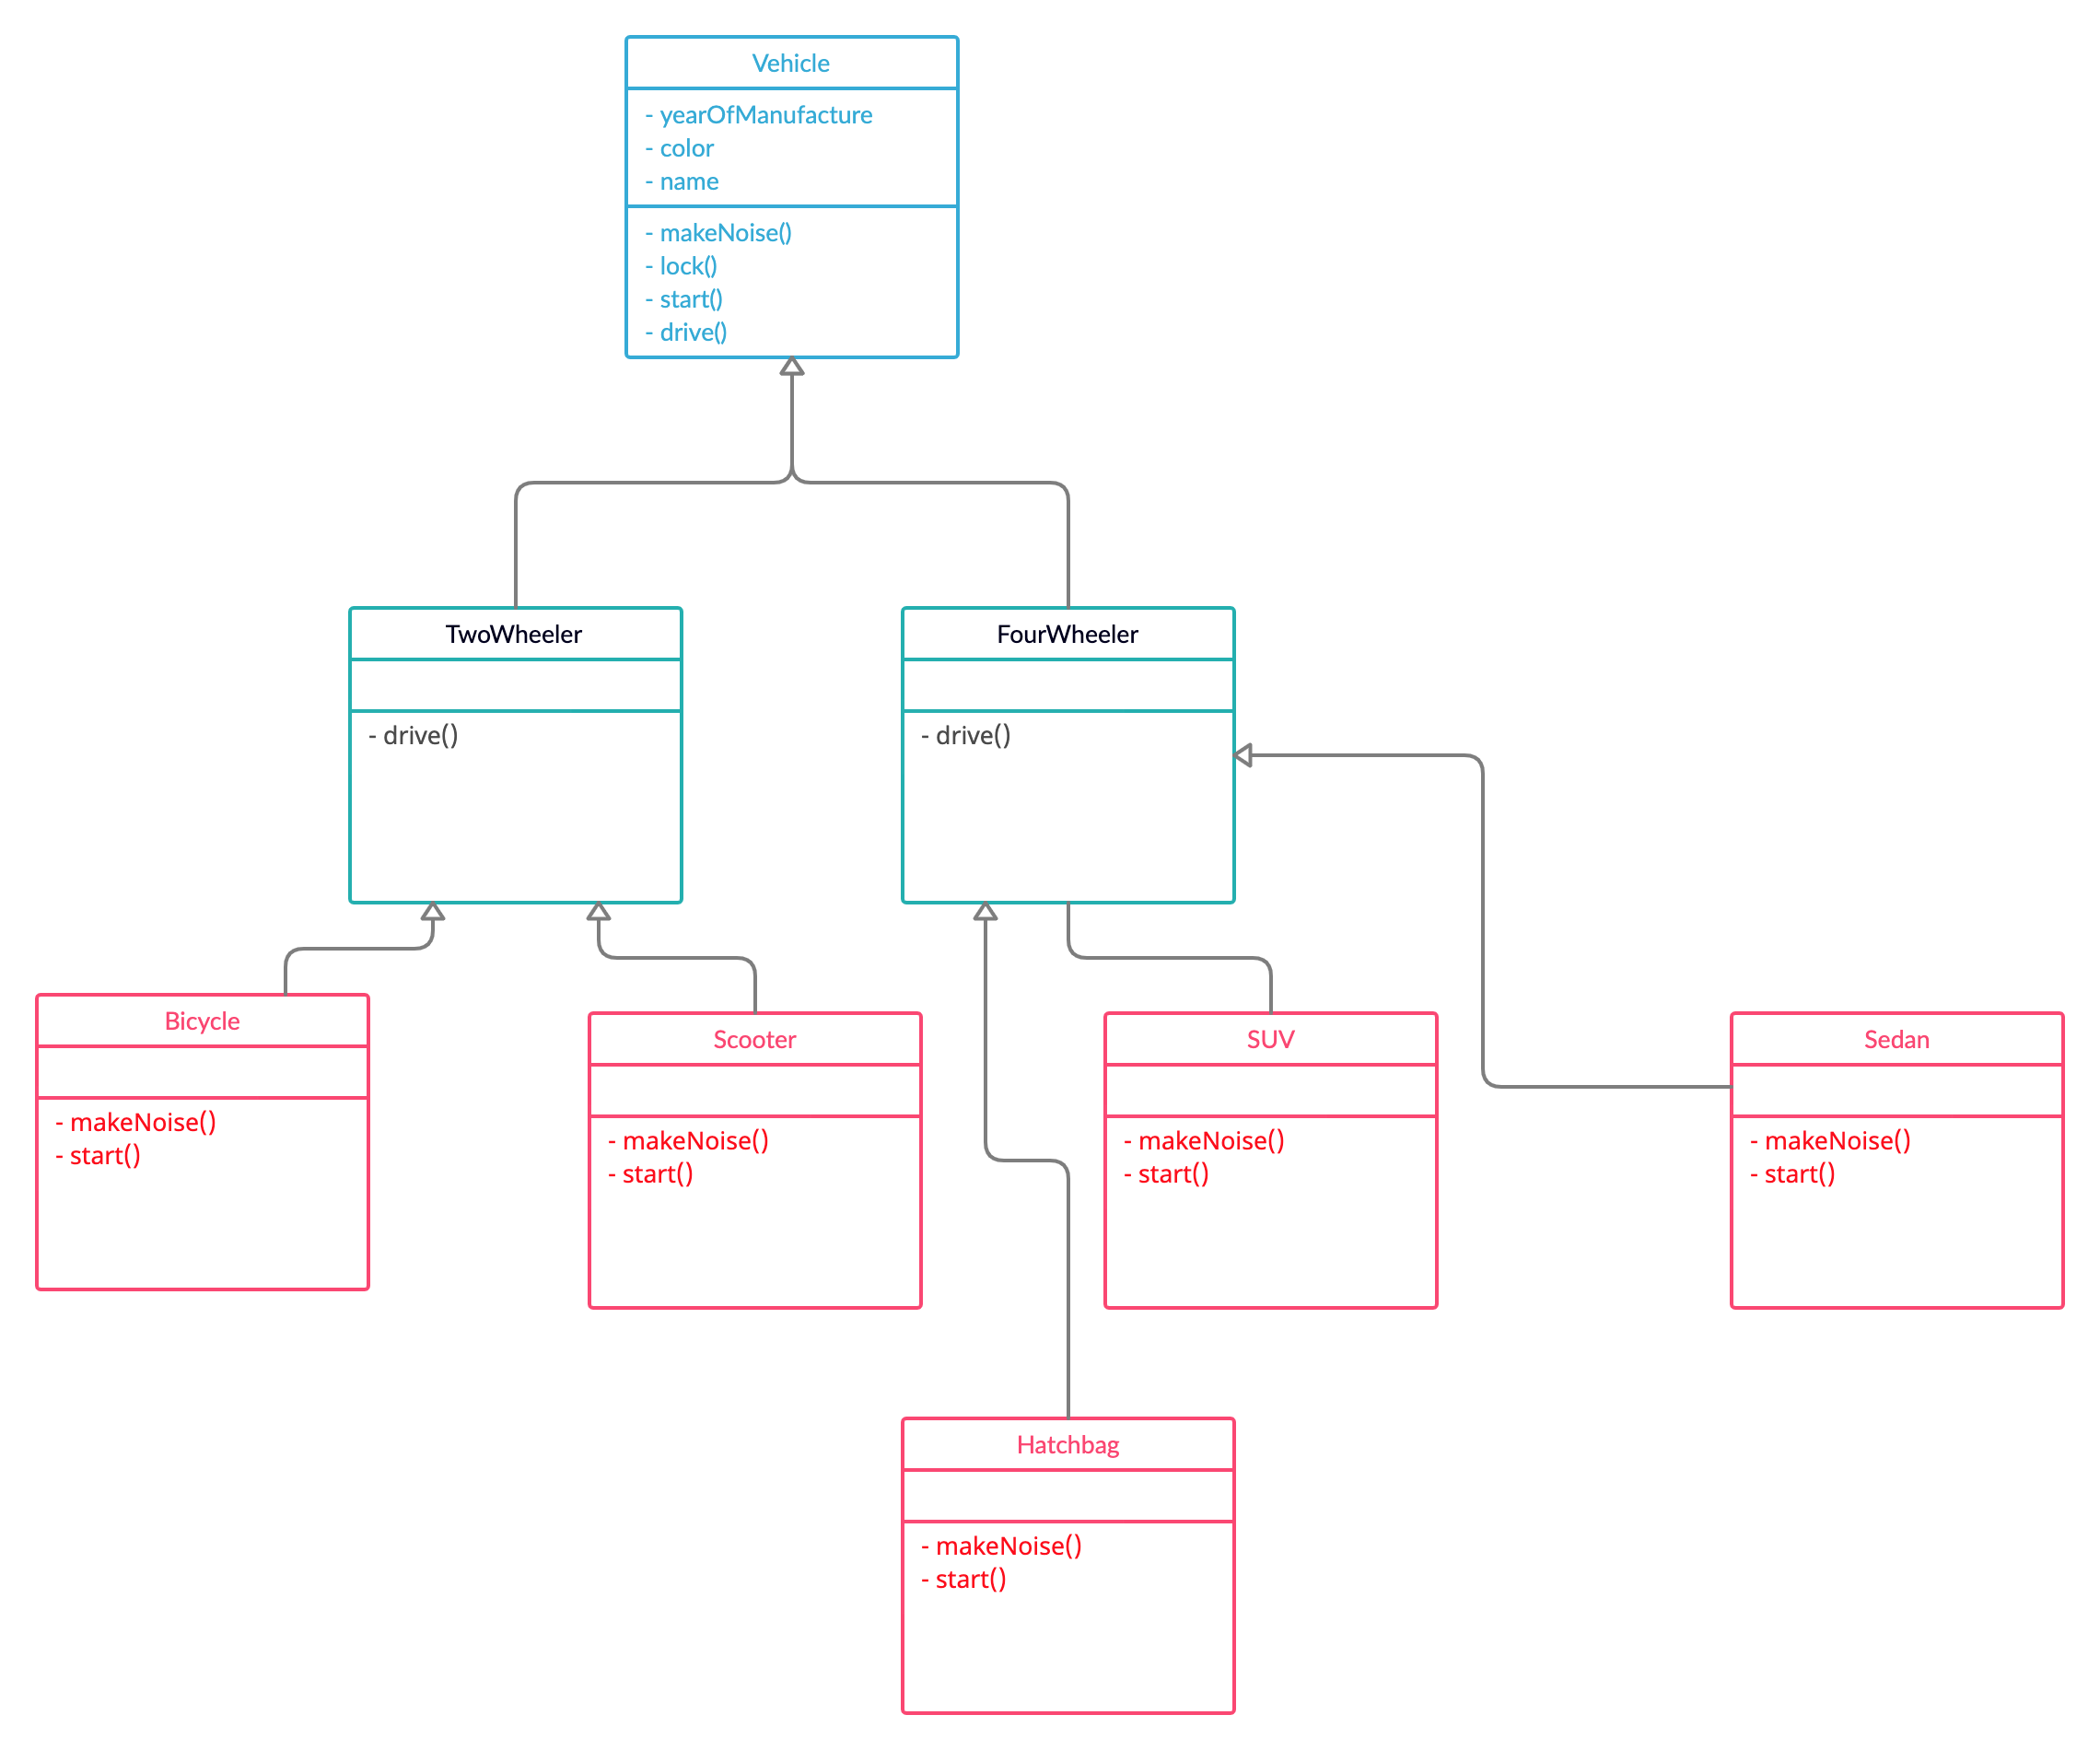 Vehicle
- yearOfManufacture
- color
- name
- makeNoise()
- lock()
- start()
- drive()
TwoWheeler
- drive()
FourWheeler
- drive()
Bicycle
- makeNoise()
- start()
Scooter
- makeNoise()
- start()
SUV
- makeNoise()
- start()
Sedan
- makeNoise()
- start()
Hatchbag
- makeNoise()
- start()